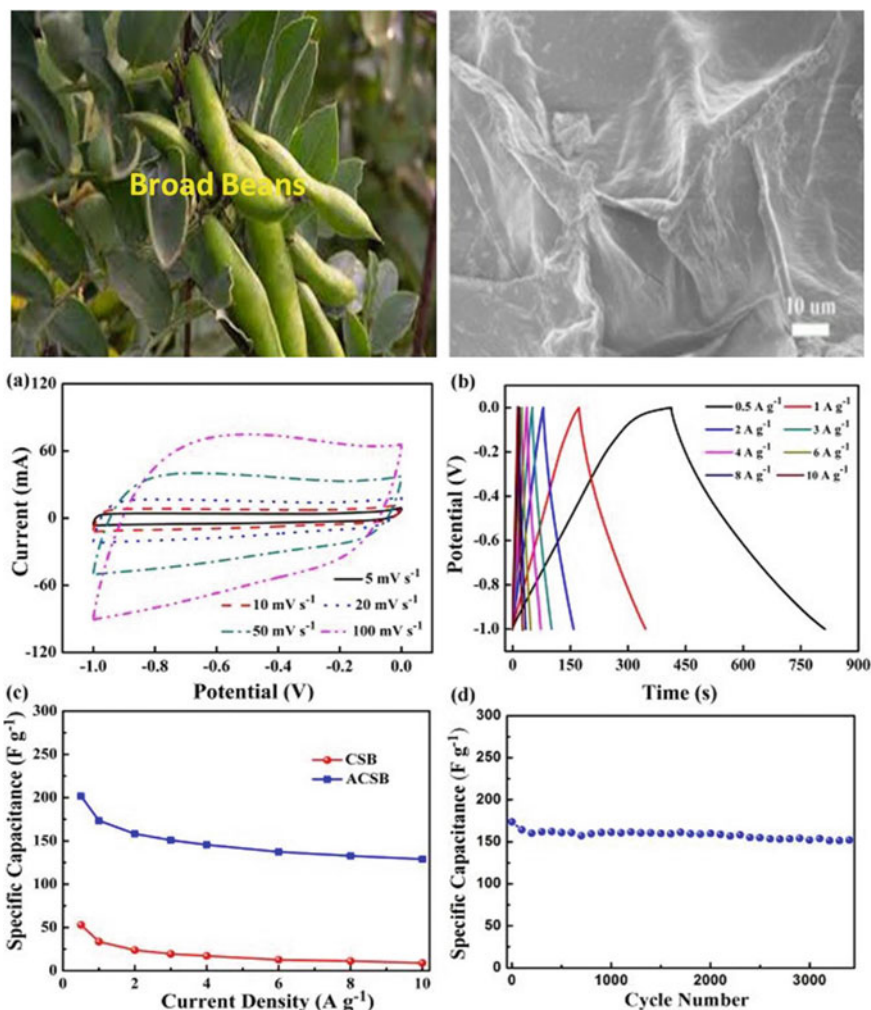 Broad Beans
10 um
(a)
120
60
0
-60
-120
Current (mA)
5 mV s⁻¹
10 mV s⁻¹ 20 mV s⁻¹
50 mV s⁻¹ 100 mV s⁻¹
-1.0 -0.8 -0.6 -0.4 -0.2 0.0
Potential (V)
(b)
0.0
-0.4
-0.8
-1.0
Potential (V)
0.5 A g⁻¹ 1 A g⁻¹
2 A g⁻¹ 3 A g⁻¹
4 A g⁻¹ 6 A g⁻¹
8 A g⁻¹ 10 A g⁻¹
0 150 300 450 600 750 900
Time (s)
(c)
300
250
200
150
100
50
0
Specific Capacitance (F g⁻¹)
CSB
ACSB
0 2 4 6 8 10
Current Density (A g⁻¹)
(d)
300
250
200
150
100
50
0
Specific Capacitance (F g⁻¹)
0 1000 2000 3000
Cycle Number